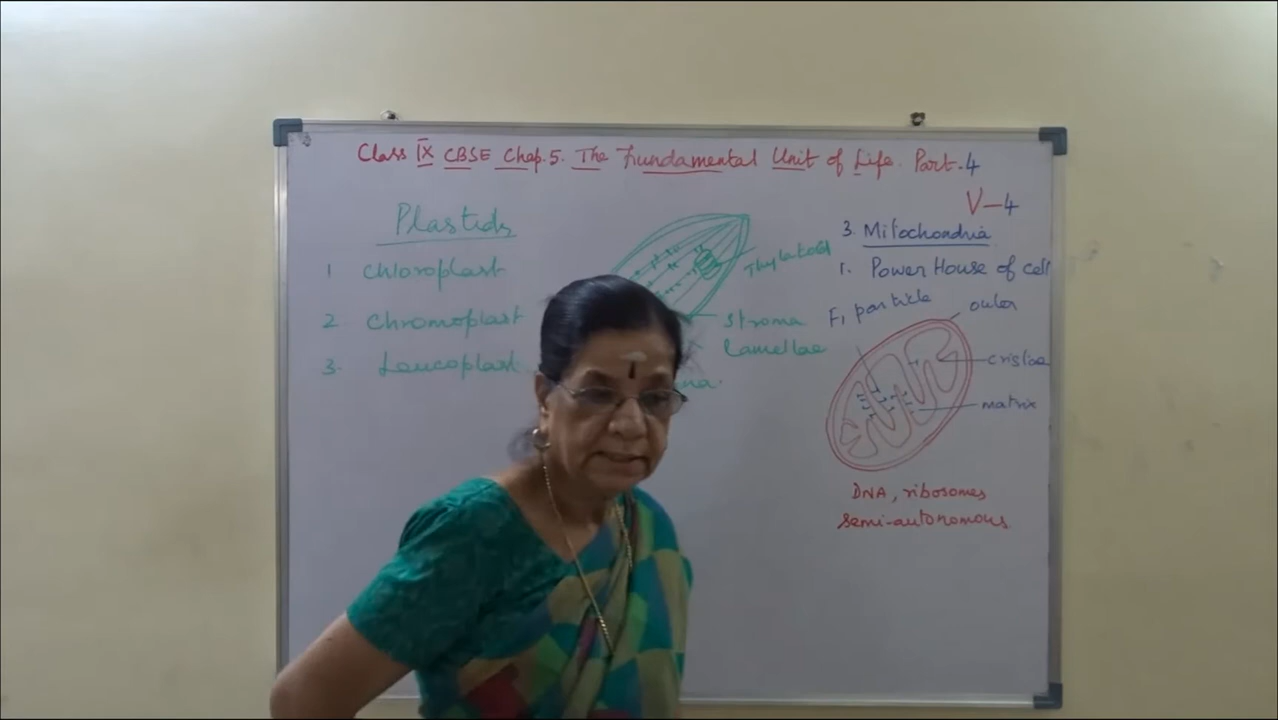 Class IX CBSE Chap. 5. The Fundamental Unit of Life. Part-4
V-4
Plastids
1 Chloroplast
2 Chromoplast
3. Leucoplast
Thylakoid
Stroma
Lamellae
3. Mitochondria
1. Power House of cell
F1 particle
outer
cristae
matrix
DNA, ribosomes
semi-autonomous.